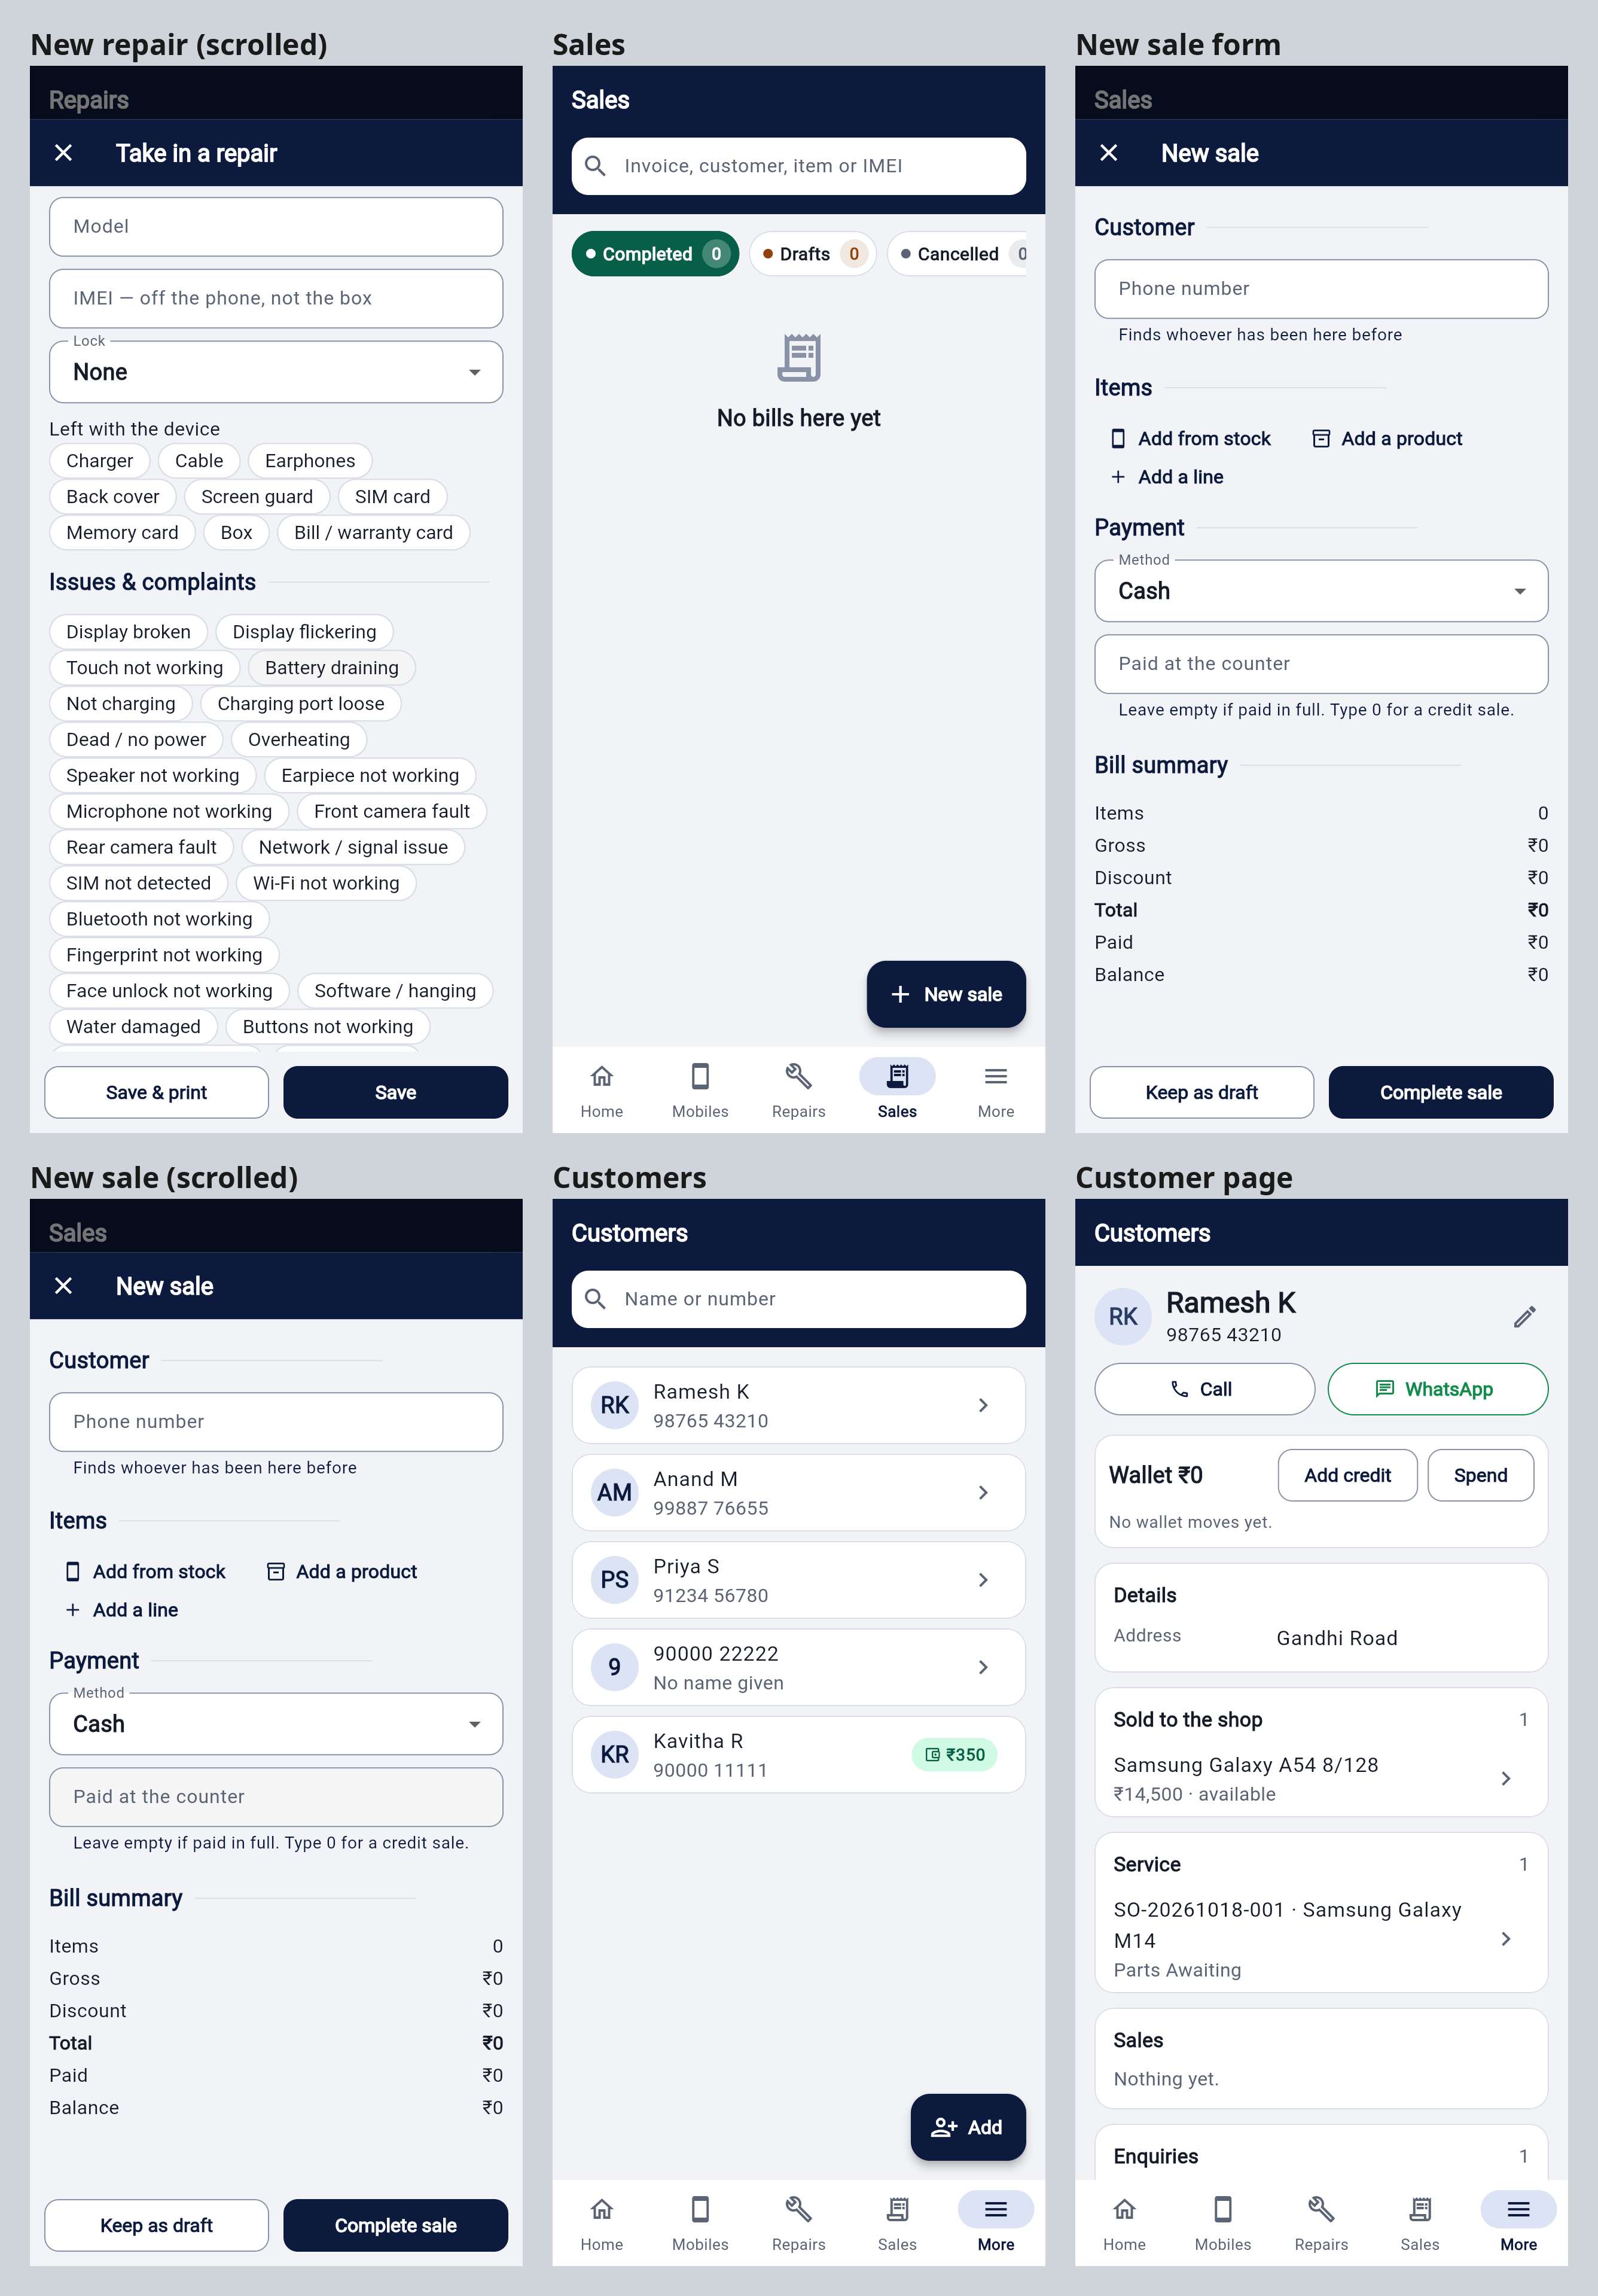 New repair (scrolled)
Repairs
Take in a repair
Model
IMEI — off the phone, not the box
Lock
None
Left with the device
Charger Cable Earphones
Back cover Screen guard SIM card
Memory card Box Bill / warranty card
Issues & complaints
Display broken Display flickering
Touch not working Battery draining
Not charging Charging port loose
Dead / no power Overheating
Speaker not working Earpiece not working
Microphone not working Front camera fault
Rear camera fault Network / signal issue
SIM not detected Wi-Fi not working
Bluetooth not working
Fingerprint not working
Face unlock not working Software / hanging
Water damaged Buttons not working
Save & print Save
Sales
Sales
Invoice, customer, item or IMEI
Completed 0 Drafts 0 Cancelled 0
No bills here yet
New sale
Home Mobiles Repairs Sales More
New sale form
Sales
New sale
Customer
Phone number
Finds whoever has been here before
Items
Add from stock Add a product
Add a line
Payment
Method
Cash
Paid at the counter
Leave empty if paid in full. Type 0 for a credit sale.
Bill summary
Items 0
Gross ₹0
Discount ₹0
Total ₹0
Paid ₹0
Balance ₹0
Keep as draft Complete sale
New sale (scrolled)
Sales
New sale
Customer
Phone number
Finds whoever has been here before
Items
Add from stock Add a product
Add a line
Payment
Method
Cash
Paid at the counter
Leave empty if paid in full. Type 0 for a credit sale.
Bill summary
Items 0
Gross ₹0
Discount ₹0
Total ₹0
Paid ₹0
Balance ₹0
Keep as draft Complete sale
Customers
Customers
Name or number
RK Ramesh K
98765 43210
AM Anand M
99887 76655
PS Priya S
91234 56780
9 90000 22222
No name given
KR Kavitha R ₹350
90000 11111
Add
Home Mobiles Repairs Sales More
Customer page
Customers
RK Ramesh K
98765 43210
Call WhatsApp
Wallet ₹0 Add credit Spend
No wallet moves yet.
Details
Address Gandhi Road
Sold to the shop 1
Samsung Galaxy A54 8/128
₹14,500 · available
Service 1
SO-20261018-001 · Samsung Galaxy
M14
Parts Awaiting
Sales
Nothing yet.
Enquiries 1
Home Mobiles Repairs Sales More